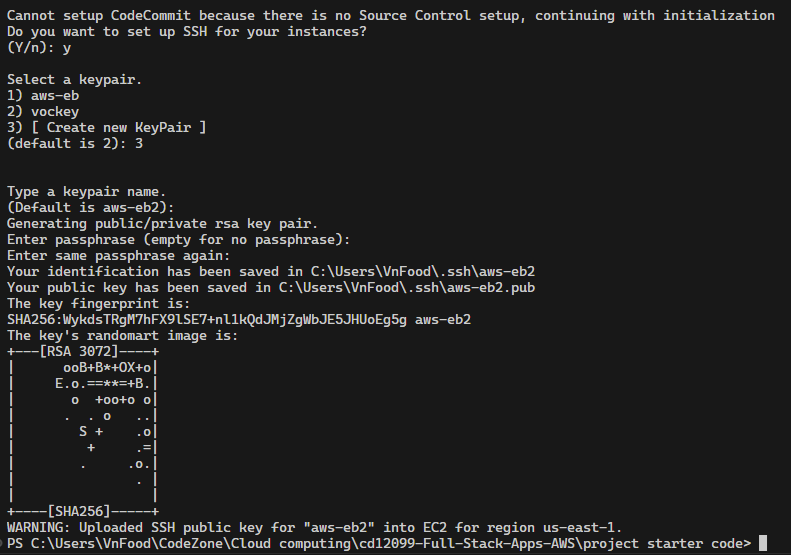 Cannot setup CodeCommit because there is no Source Control setup, continuing with initialization
Do you want to set up SSH for your instances?
(Y/n): y

Select a keypair.
1) aws-eb
2) vockey
3) [ Create new KeyPair ]
(default is 2): 3


Type a keypair name.
(Default is aws-eb2):
Generating public/private rsa key pair.
Enter passphrase (empty for no passphrase):
Enter same passphrase again:
Your identification has been saved in C:\Users\VnFood\.ssh\aws-eb2
Your public key has been saved in C:\Users\VnFood\.ssh\aws-eb2.pub
The key fingerprint is:
SHA256:WykdsTRgM7hFX9lSE7+nl1kQdJMjZgWbJE5JHUoEg5g aws-eb2
The key's randomart image is:
+---[RSA 3072]----+
|      ooB+B*+OX+o|
|     E.o.==**=+B.|
|       o  +oo+o o|
|      .  . o   ..|
|        S +    .o|
|         +     .=|
|        .     .o.|
|               . |
|                 |
+----[SHA256]-----+
WARNING: Uploaded SSH public key for "aws-eb2" into EC2 for region us-east-1.
PS C:\Users\VnFood\CodeZone\Cloud computing\cd12099-Full-Stack-Apps-AWS\project starter code>